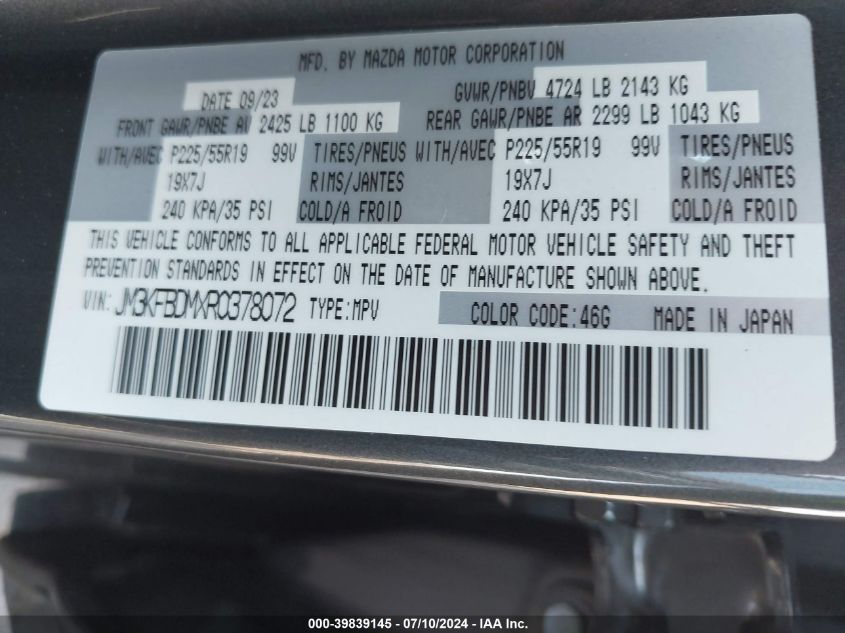 MFD. BY MAZDA MOTOR CORPORATION
DATE 09/23 GVWR/PNBV 4724 LB 2143 KG
FRONT GAWR/PNBE AV 2425 LB 1100 KG REAR GAWR/PNBE AR 2299 LB 1043 KG
WITH/AVEC P225/55R19 99V TIRES/PNEUS WITH/AVEC P225/55R19 99V TIRES/PNEUS
19X7J RIMS/JANTES 19X7J RIMS/JANTES
240 KPA/35 PSI COLD/A FROID 240 KPA/35 PSI COLD/A FROID
THIS VEHICLE CONFORMS TO ALL APPLICABLE FEDERAL MOTOR VEHICLE SAFETY AND THEFT
PREVENTION STANDARDS IN EFFECT ON THE DATE OF MANUFACTURE SHOWN ABOVE.
VIN: JM3KFBDMXR0378072 TYPE:MPV COLOR CODE:46G MADE IN JAPAN
000-39839145 - 07/10/2024 - IAA Inc.